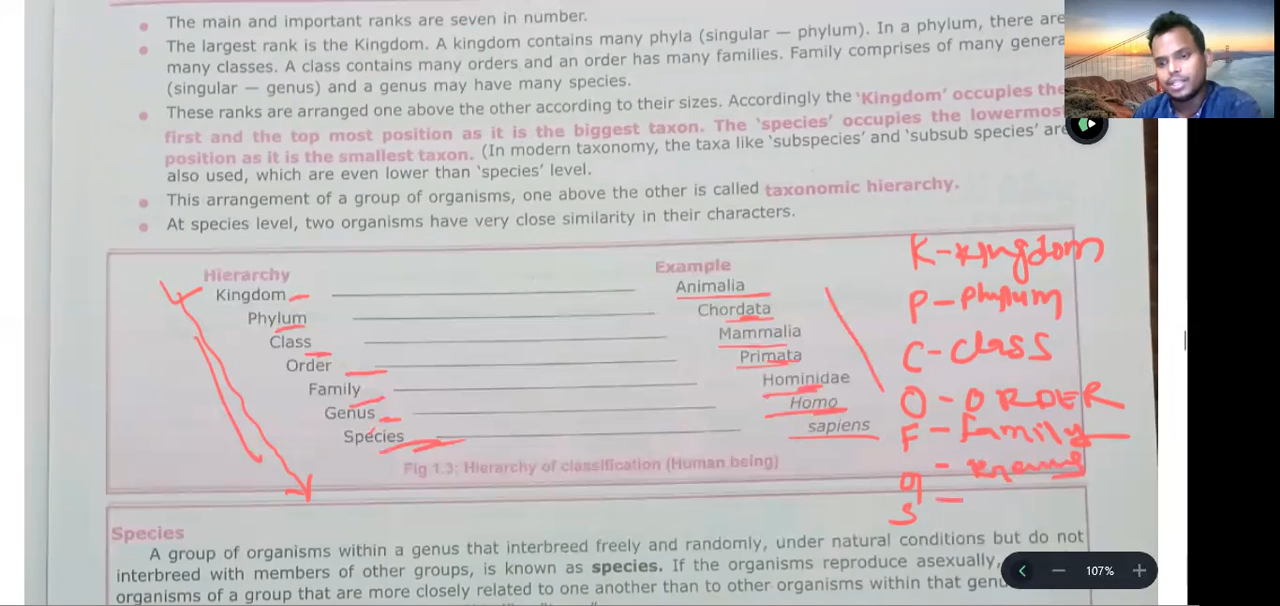 The main and important ranks are seven in number.
The largest rank is the Kingdom. A kingdom contains many phyla (singular — phylum). In a phylum, there are
many classes. A class contains many orders and an order has many families. Family comprises of many genera
(singular — genus) and a genus may have many species.
These ranks are arranged one above the other according to their sizes. Accordingly the 'Kingdom' occupies the
first and the top most position as it is the biggest taxon. The 'species' occupies the lowermost
position as it is the smallest taxon. (In modern taxonomy, the taxa like 'subspecies' and 'subsub species' are
also used, which are even lower than 'species' level.
This arrangement of a group of organisms, one above the other is called taxonomic hierarchy.
At species level, two organisms have very close similarity in their characters.
Hierarchy Example
Kingdom Animalia
Phylum Chordata
Class Mammalia
Order Primata
Family Hominidae
Genus Homo
Species sapiens
Fig 1.3: Hierarchy of classification (Human being)
K - Kingdom
P - Phylum
C - Class
O - ORDER
F - family
g -
S -
Species
A group of organisms within a genus that interbreed freely and randomly, under natural conditions but do not
interbreed with members of other groups, is known as species. If the organisms reproduce asexually,
organisms of a group that are more closely related to one another than to other organisms within that genu
107%